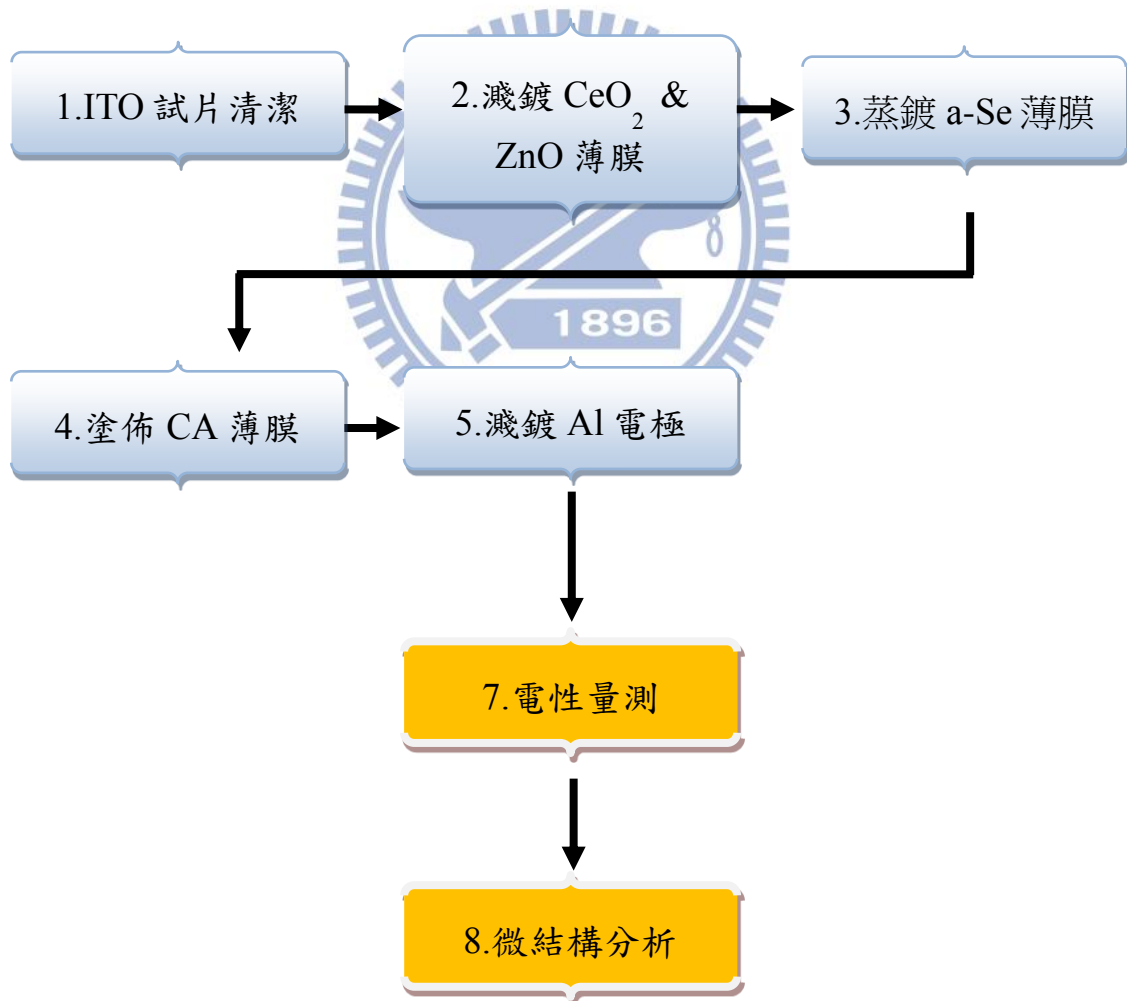 1.ITO 試片清潔
2.濺鍍 CeO₂ &
ZnO 薄膜
3.蒸鍍 a-Se 薄膜
1896
4.塗佈 CA 薄膜
5.濺鍍 Al 電極
7.電性量測
8.微結構分析